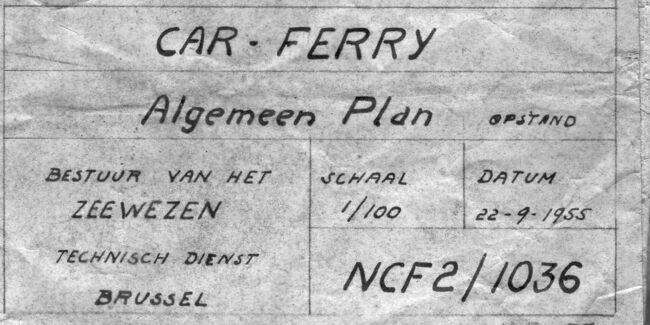 CAR - FERRY
Algemeen Plan OPSTAND
BESTUUR VAN HET
ZEEWEZEN
TECHNISCH DIENST
BRUSSEL
SCHAAL
1/100
DATUM
22-9-1955
NCF2/1036